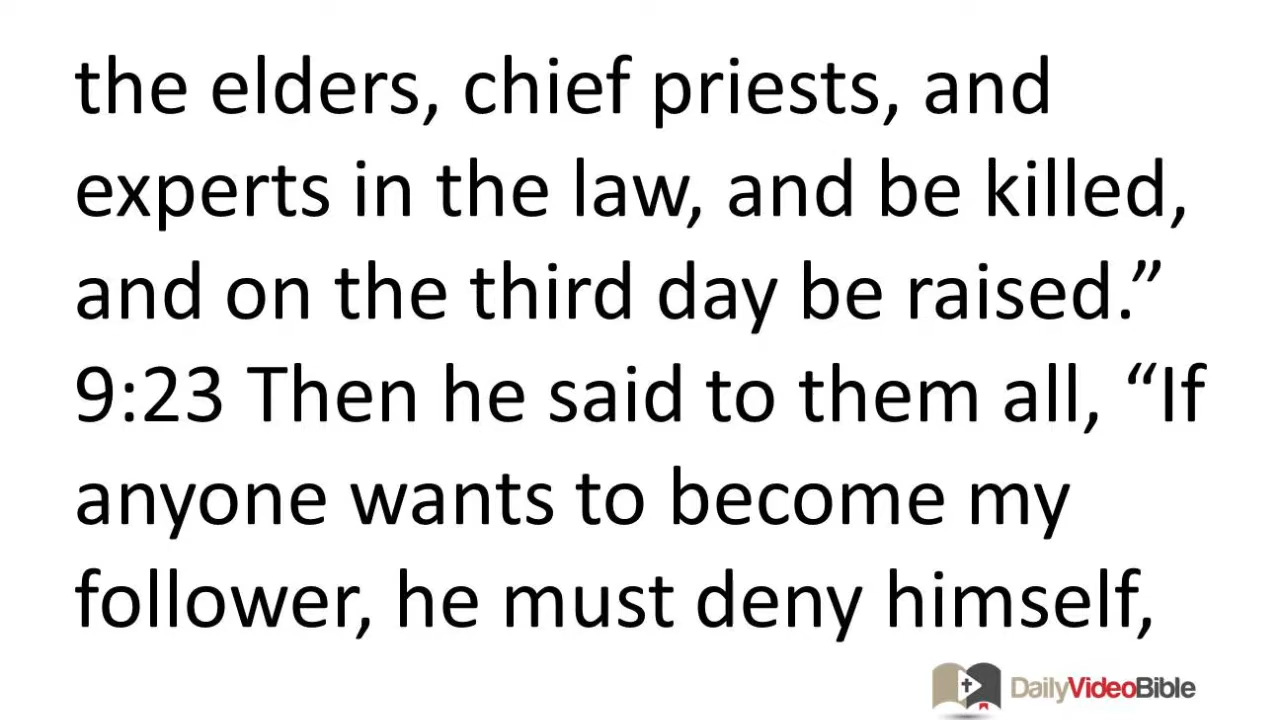 the elders, chief priests, and
experts in the law, and be killed,
and on the third day be raised.”
9:23 Then he said to them all, “If
anyone wants to become my
follower, he must deny himself,
DailyVideoBible